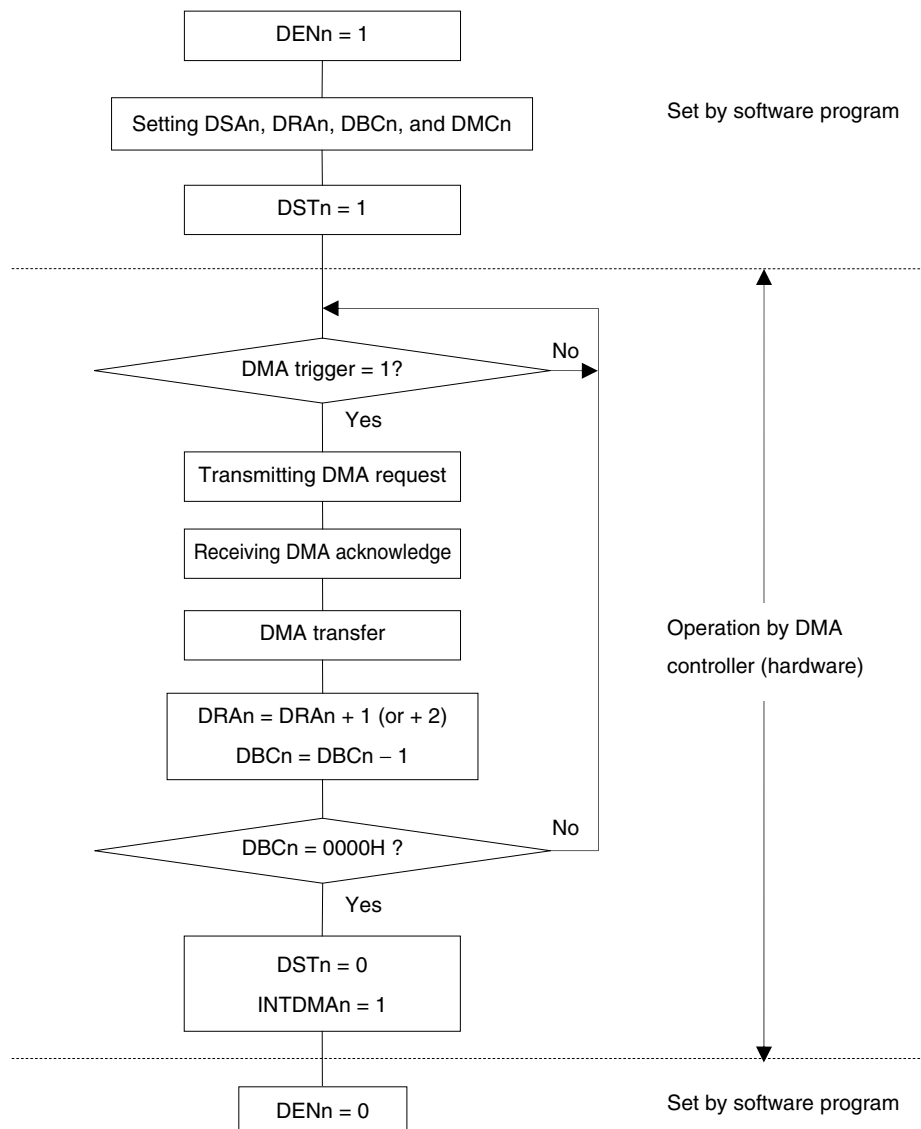 DENn = 1
Setting DSAn, DRAn, DBCn, and DMCn
Set by software program
DSTn = 1
DMA trigger = 1?
No
Yes
Transmitting DMA request
Receiving DMA acknowledge
DMA transfer
Operation by DMA
controller (hardware)
DRAn = DRAn + 1 (or + 2)
DBCn = DBCn − 1
DBCn = 0000H ?
No
Yes
DSTn = 0
INTDMAn = 1
DENn = 0
Set by software program